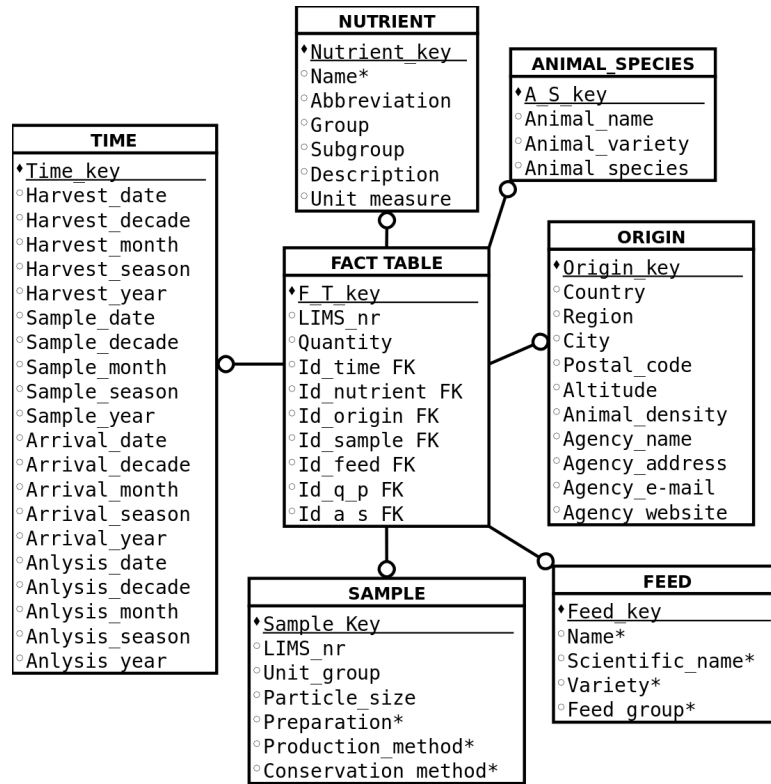 NUTRIENT
Nutrient_key
Name*
Abbreviation
Group
Subgroup
Description
Unit_measure
ANIMAL_SPECIES
A_S_key
Animal_name
Animal_variety
Animal_species
TIME
Time_key
Harvest_date
Harvest_decade
Harvest_month
Harvest_season
Harvest_year
Sample_date
Sample_decade
Sample_month
Sample_season
Sample_year
Arrival_date
Arrival_decade
Arrival_month
Arrival_season
Arrival_year
Anlysis_date
Anlysis_decade
Anlysis_month
Anlysis_season
Anlysis_year
FACT TABLE
F_T_key
LIMS_nr
Quantity
Id_time FK
Id_nutrient FK
Id_origin FK
Id_sample FK
Id_feed FK
Id_q_p FK
Id_a_s FK
ORIGIN
Origin_key
Country
Region
City
Postal_code
Altitude
Animal_density
Agency_name
Agency_address
Agency_e-mail
Agency_website
SAMPLE
Sample_Key
LIMS_nr
Unit_group
Particle_size
Preparation*
Production_method*
Conservation_method*
FEED
Feed_key
Name*
Scientific_name*
Variety*
Feed_group*